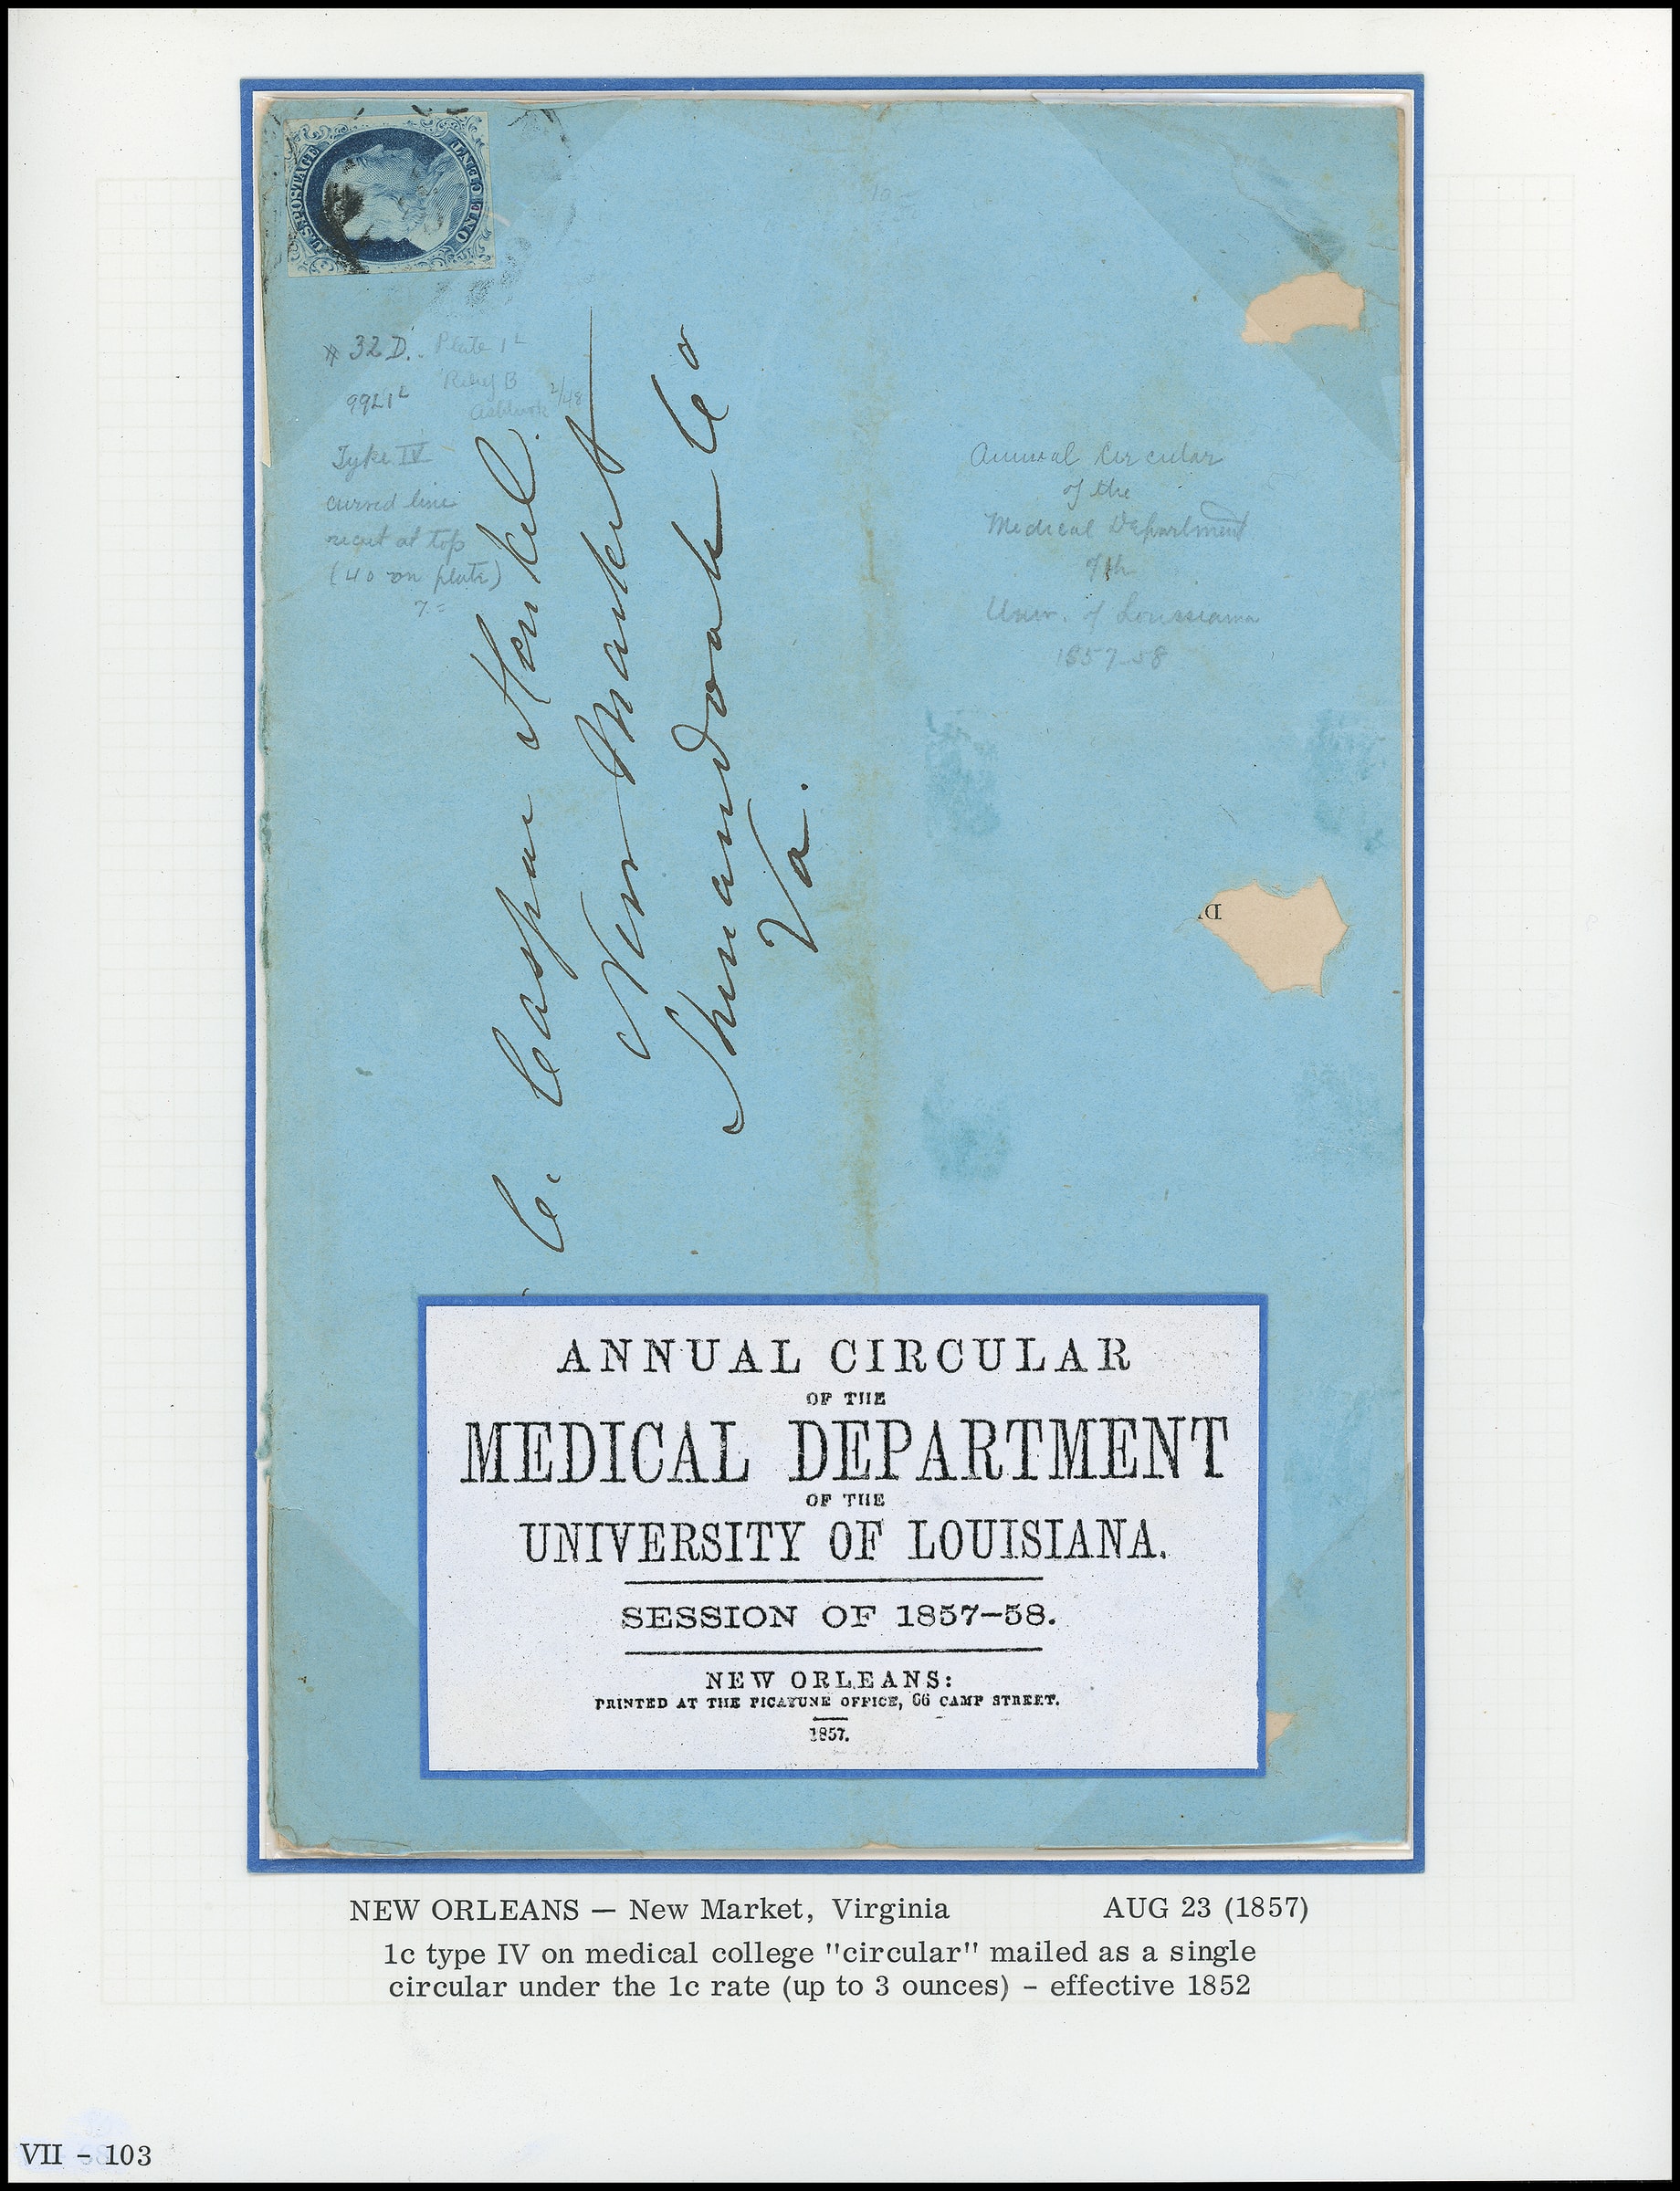 U.S. POSTAGE
ONE CENT
10
# 32 D. Plate 1 L
99L1L Relief B
Ashbrook 2/48
Type IV
curved line
recut at top
(40 on plate)
C. Caspar Henkel.
New Market
Shenandoah Co
Va.
Annual Circular
of the
Medical Department
of th
Univ. of Louisiana
1857-58
ANNUAL CIRCULAR
OF THE
MEDICAL DEPARTMENT
OF THE
UNIVERSITY OF LOUISIANA.
SESSION OF 1857–58.
NEW ORLEANS:
PRINTED AT THE PICAYUNE OFFICE, 66 CAMP STREET.
1857.
NEW ORLEANS — New Market, Virginia AUG 23 (1857)
1c type IV on medical college "circular" mailed as a single
circular under the 1c rate (up to 3 ounces) - effective 1852
VII - 103